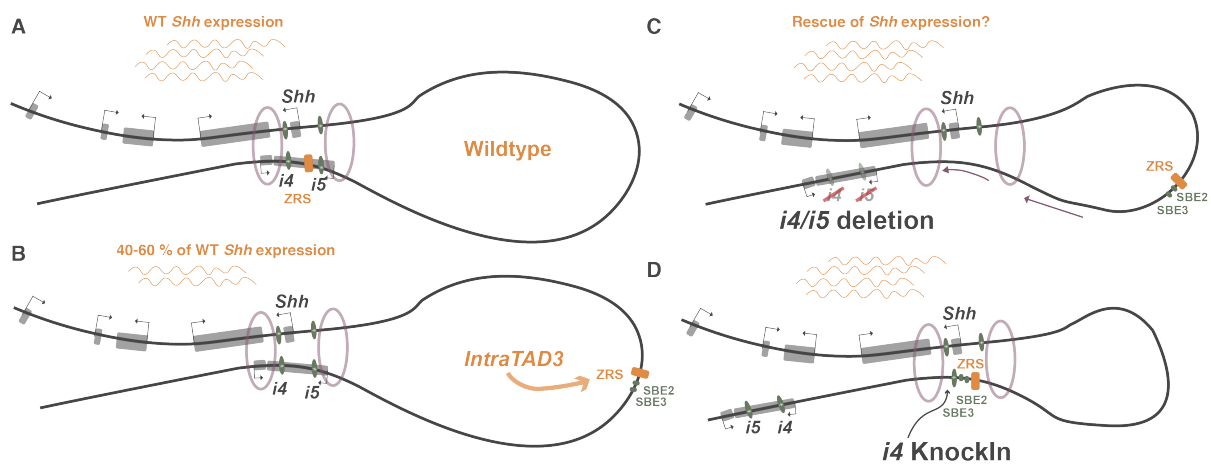 A
WT Shh expression
Shh
Wildtype
i4
i5
ZRS
B
40-60 % of WT Shh expression
Shh
IntraTAD3
ZRS
SBE2
SBE3
i4
i5
C
Rescue of Shh expression?
Shh
ZRS
SBE2
SBE3
i4
i5
i4/i5 deletion
D
Shh
ZRS
SBE2
SBE3
i5
i4
i4 KnockIn